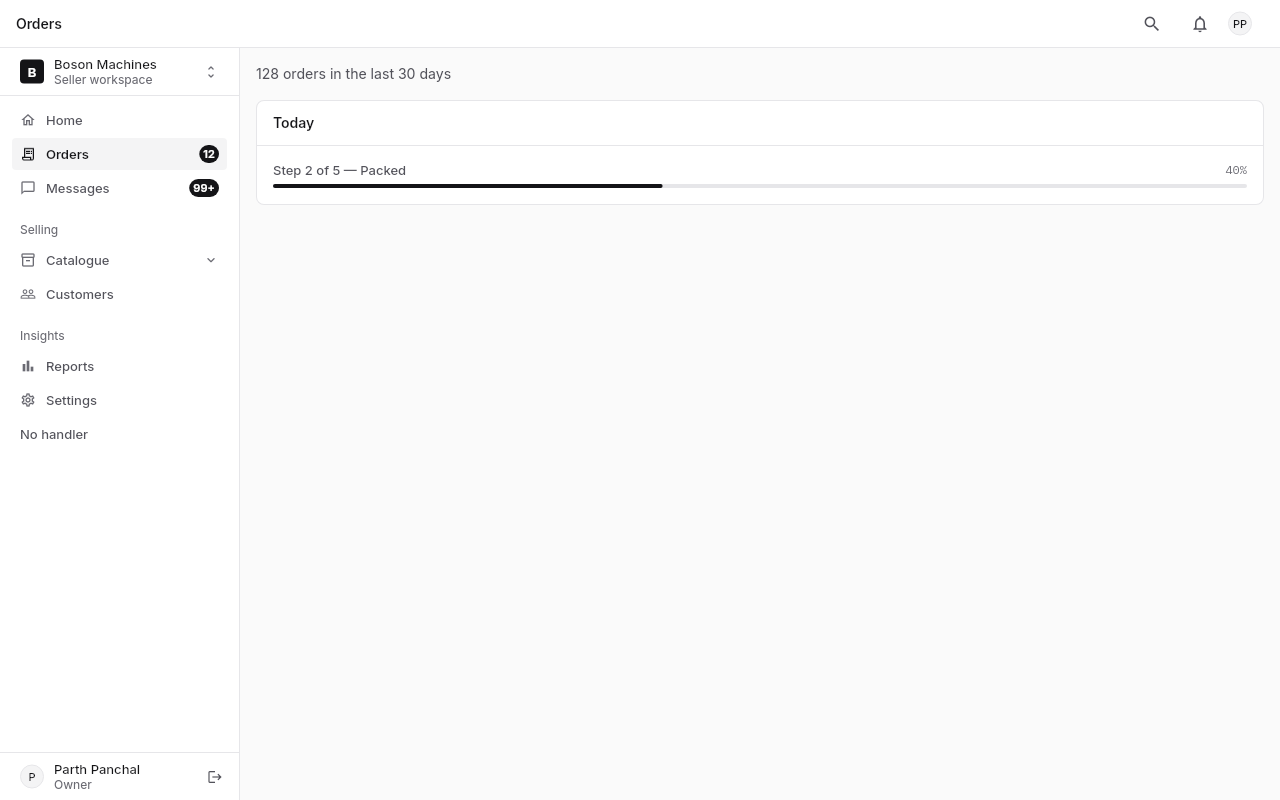 Orders
PP
B
Boson Machines
Seller workspace
Home
Orders 12
Messages 99+
Selling
Catalogue
Customers
Insights
Reports
Settings
No handler
P
Parth Panchal
Owner
128 orders in the last 30 days
Today
Step 2 of 5 — Packed 40%